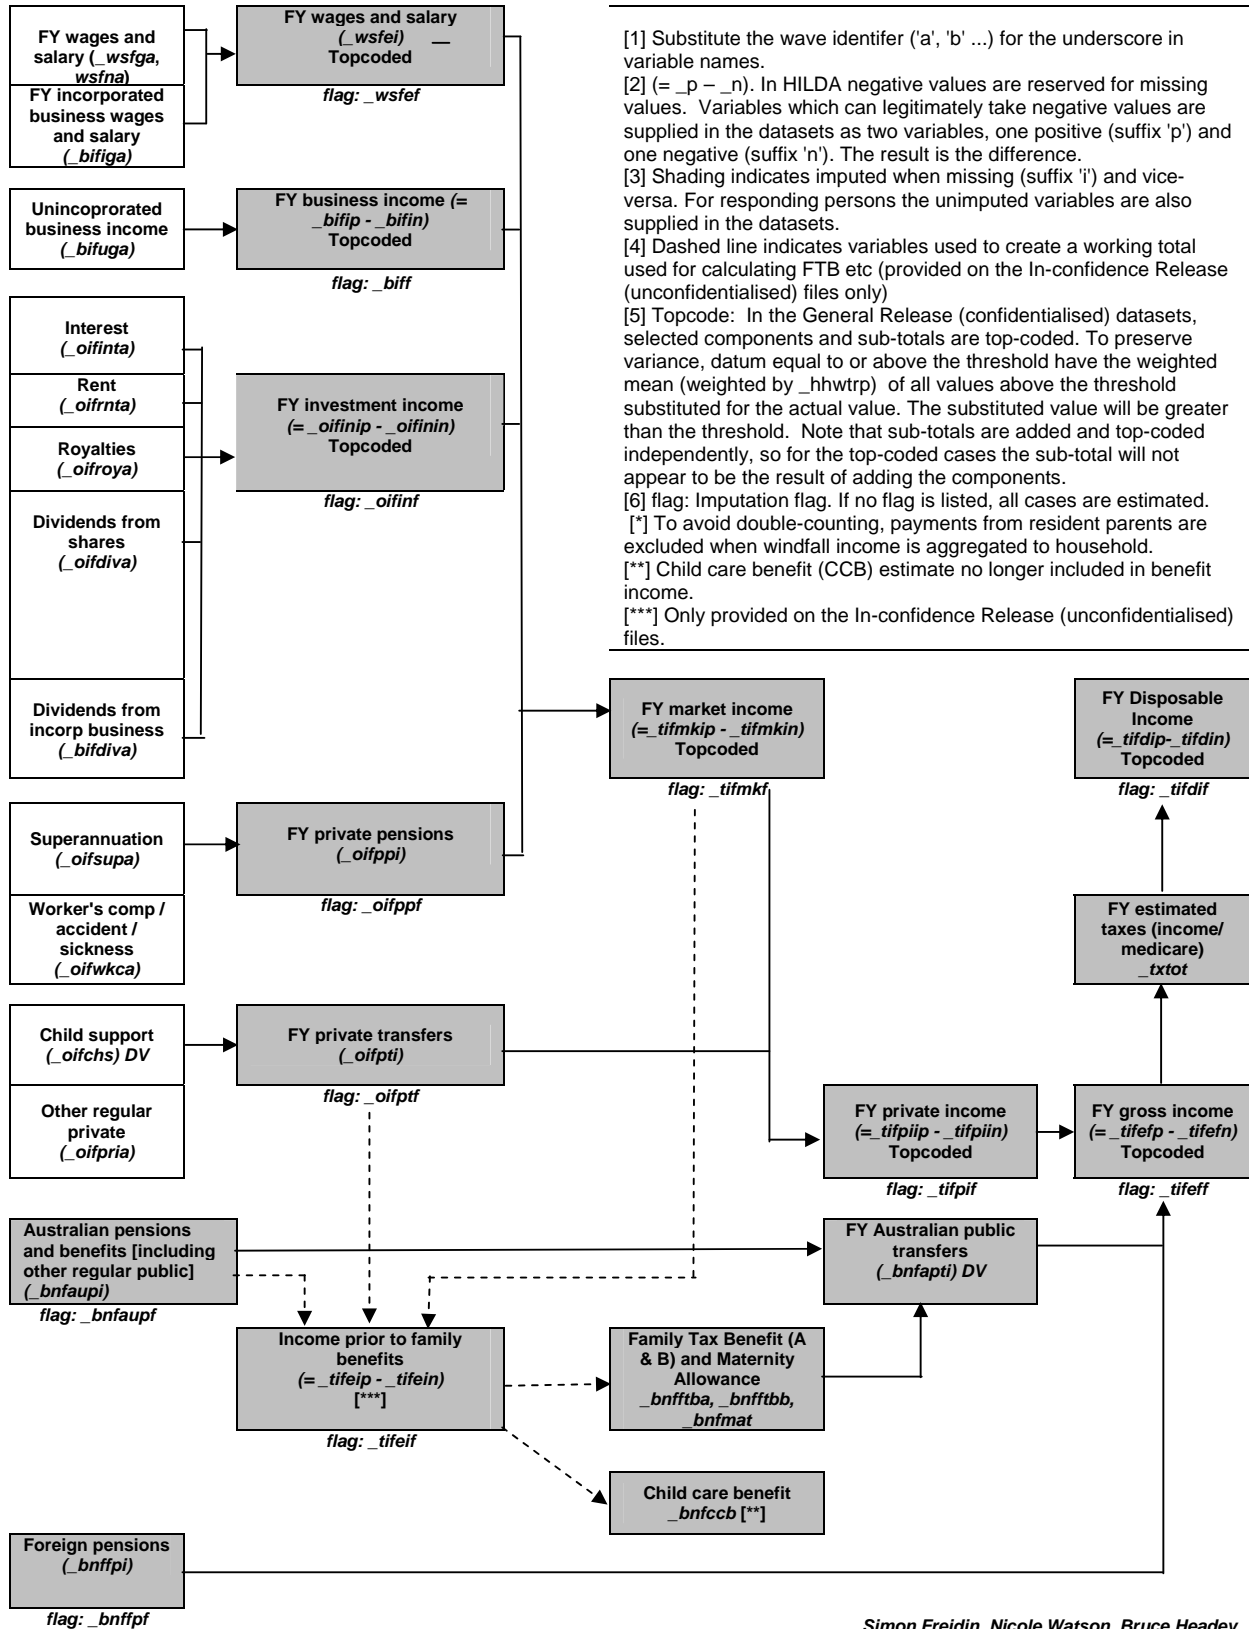 FY wages and
salary (_wsfga,
wsfna)
FY incorporated
business wages
and salary
(_bifiga)
FY wages and salary
(_wsfei) __
Topcoded
flag: _wsfef
Unincoprorated
business income
(_bifuga)
FY business income (=
_bifip - _bifin)
Topcoded
flag: _biff
Interest
(_oifinta)
Rent
(_oifrnta)
Royalties
(_oifroya)
Dividends from
shares
(_oifdiva)
Dividends from
incorp business
(_bifdiva)
FY investment income
(= _oifinip - _oifinin)
Topcoded
flag: _oifinf
[1] Substitute the wave identifer ('a', 'b' ...) for the underscore in
variable names.
[2] (= _p – _n). In HILDA negative values are reserved for missing
values. Variables which can legitimately take negative values are
supplied in the datasets as two variables, one positive (suffix 'p') and
one negative (suffix 'n'). The result is the difference.
[3] Shading indicates imputed when missing (suffix 'i') and vice-
versa. For responding persons the unimputed variables are also
supplied in the datasets.
[4] Dashed line indicates variables used to create a working total
used for calculating FTB etc (provided on the In-confidence Release
(unconfidentialised) files only)
[5] Topcode: In the General Release (confidentialised) datasets,
selected components and sub-totals are top-coded. To preserve
variance, datum equal to or above the threshold have the weighted
mean (weighted by _hhwtrp) of all values above the threshold
substituted for the actual value. The substituted value will be greater
than the threshold. Note that sub-totals are added and top-coded
independently, so for the top-coded cases the sub-total will not
appear to be the result of adding the components.
[6] flag: Imputation flag. If no flag is listed, all cases are estimated.
[*] To avoid double-counting, payments from resident parents are
excluded when windfall income is aggregated to household.
[**] Child care benefit (CCB) estimate no longer included in benefit
income.
[***] Only provided on the In-confidence Release (unconfidentialised)
files.
FY market income
(=_tifmkip - _tifmkin)
Topcoded
flag: _tifmkf
FY Disposable
Income
(=_tifdip-_tifdin)
Topcoded
flag: _tifdif
Superannuation
(_oifsupa)
Worker's comp /
accident /
sickness
(_oifwkca)
FY private pensions
(_oifppi)
flag: _oifppf
FY estimated
taxes (income/
medicare)
_txtot
Child support
(_oifchs) DV
Other regular
private
(_oifpria)
FY private transfers
(_oifpti)
flag: _oifptf
FY private income
(=_tifpiip - _tifpiin)
Topcoded
flag: _tifpif
FY gross income
(= _tifefp - _tifefn)
Topcoded
flag: _tifeff
Australian pensions
and benefits [including
other regular public]
(_bnfaupi)
flag: _bnfaupf
FY Australian public
transfers
(_bnfapti) DV
Income prior to family
benefits
(= _tifeip - _tifein)
[***]
flag: _tifeif
Family Tax Benefit (A
& B) and Maternity
Allowance
_bnfftba, _bnfftbb,
_bnfmat
Child care benefit
_bnfccb [**]
Foreign pensions
(_bnffpi)
flag: _bnffpf
Simon Freidin, Nicole Watson, Bruce Headey